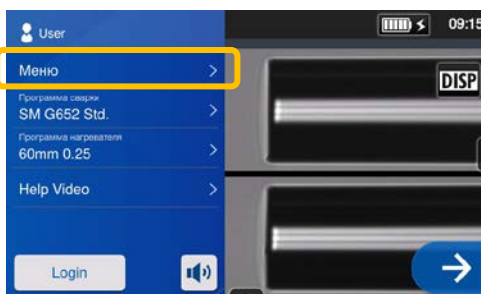 User
09:15
Меню
DISP
Программа сварки
SM G652 Std.
Программа нагревателя
60mm 0.25
Help Video
Login